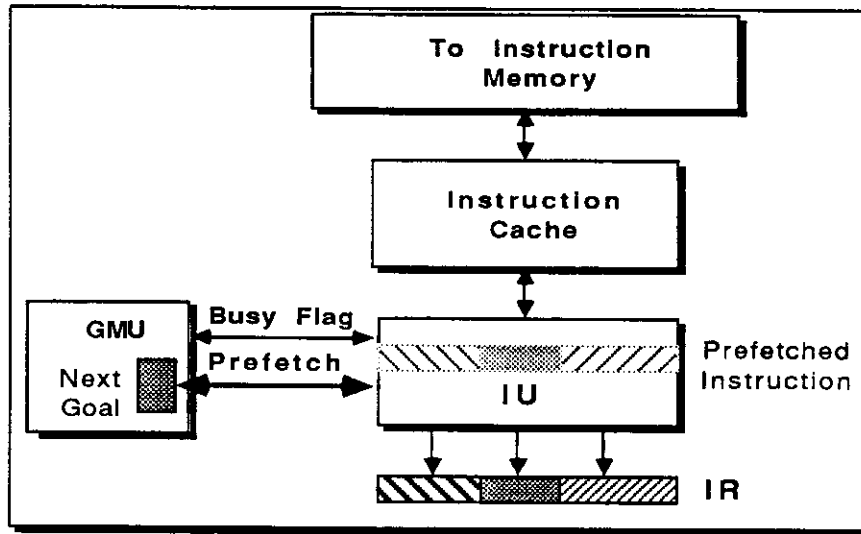 To Instruction
Memory
Instruction
Cache
Busy Flag
GMU
Prefetch
Next
Goal
IU
Prefetched
Instruction
IR